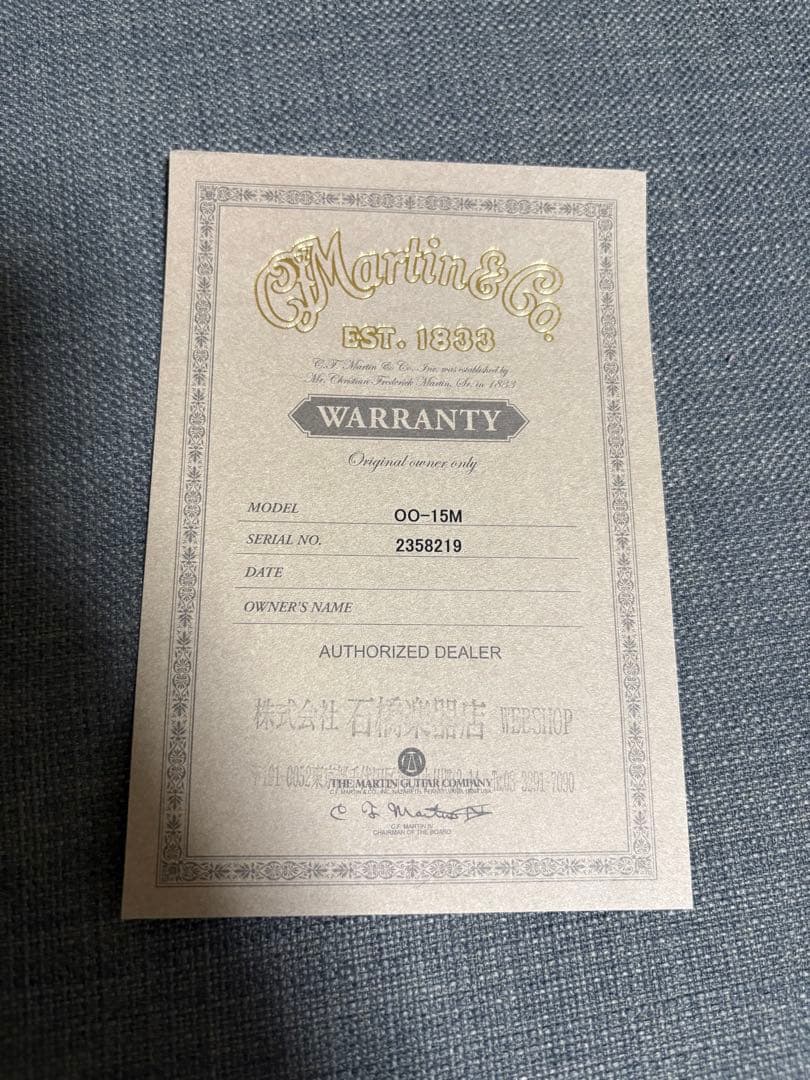 C.F. Martin & Co.
EST. 1833
C.F. Martin & Co., Inc. was established by
Mr. Christian Frederick Martin, Sr. in 1833
WARRANTY
Original owner only
MODEL OO-15M
SERIAL NO. 2358219
DATE
OWNER'S NAME
AUTHORIZED DEALER
株式会社 石橋楽器店 WEBSHOP
THE MARTIN GUITAR COMPANY
C.F. MARTIN IV
CHAIRMAN OF THE BOARD